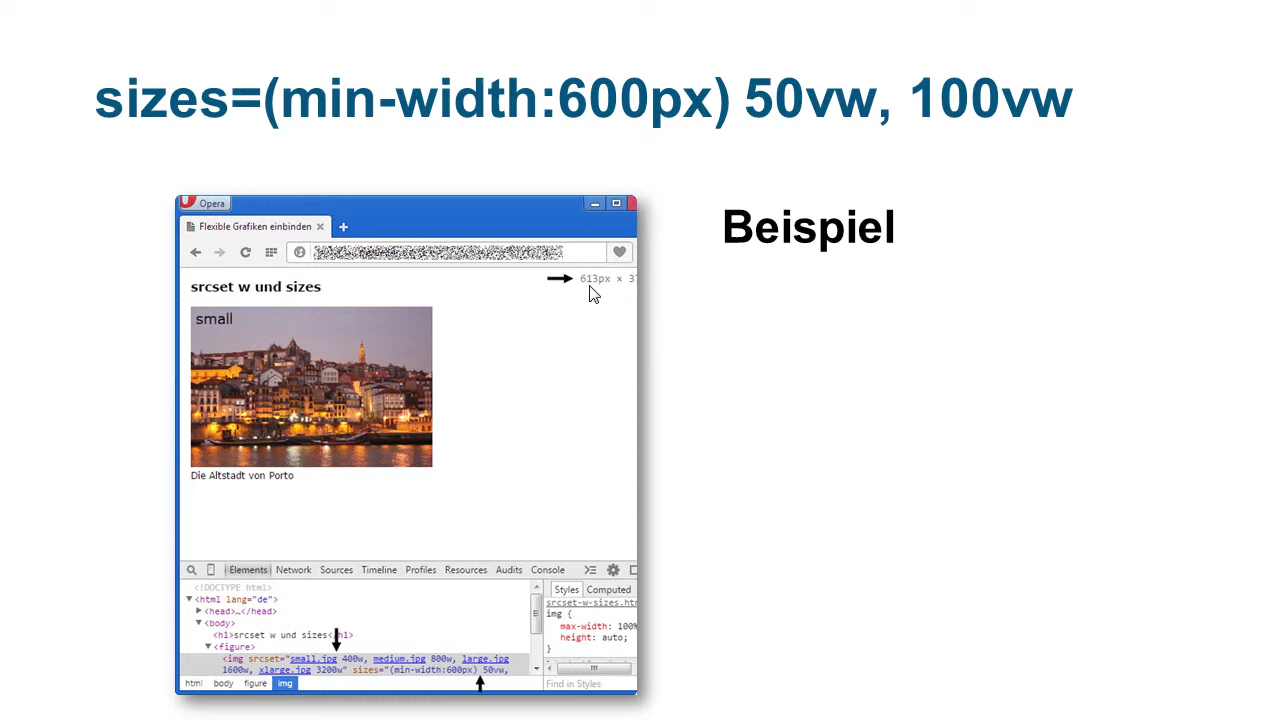 sizes=(min-width:600px) 50vw, 100vw
Beispiel
Opera
Flexible Grafiken einbinden
613px ×
srcset w und sizes
small
Die Altstadt von Porto
Elements Network Sources Timeline Profiles Resources Audits Console
<!DOCTYPE html>
<html lang="de">
<head>…</head>
<body>
<h1>srcset w und sizes</h1>
<figure>
<img srcset="small.jpg 400w, medium.jpg 800w, large.jpg
1600w, xlarge.jpg 3200w" sizes="(min-width:600px) 50vw,
html body figure img
Styles Computed
srcset-w-sizes.htm
img {
max-width: 100%
height: auto;
}
Find in Styles